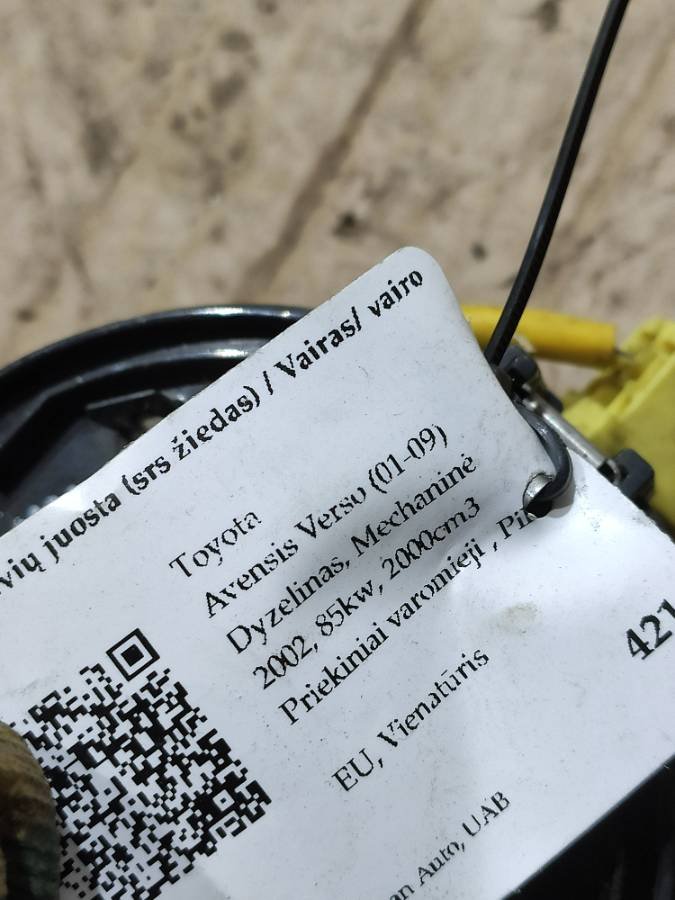 vių juosta (srs žiedas) / Vairas/ vairo
Toyota
Avensis Verso (01-09)
Dyzelinas, Mechaninė
2002, 85kw, 2000cm3
Priekiniai varomieji ,
EU, Vienatūris
421
an Auto, UAB